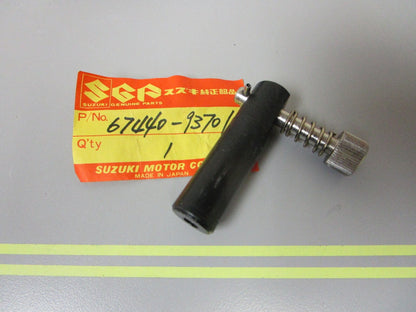 SGP スズキ純正部品
SUZUKI GENUINE PARTS
P/No. 67440-93701
Q'ty 1
SUZUKI MOTOR CO
MADE IN JAPAN